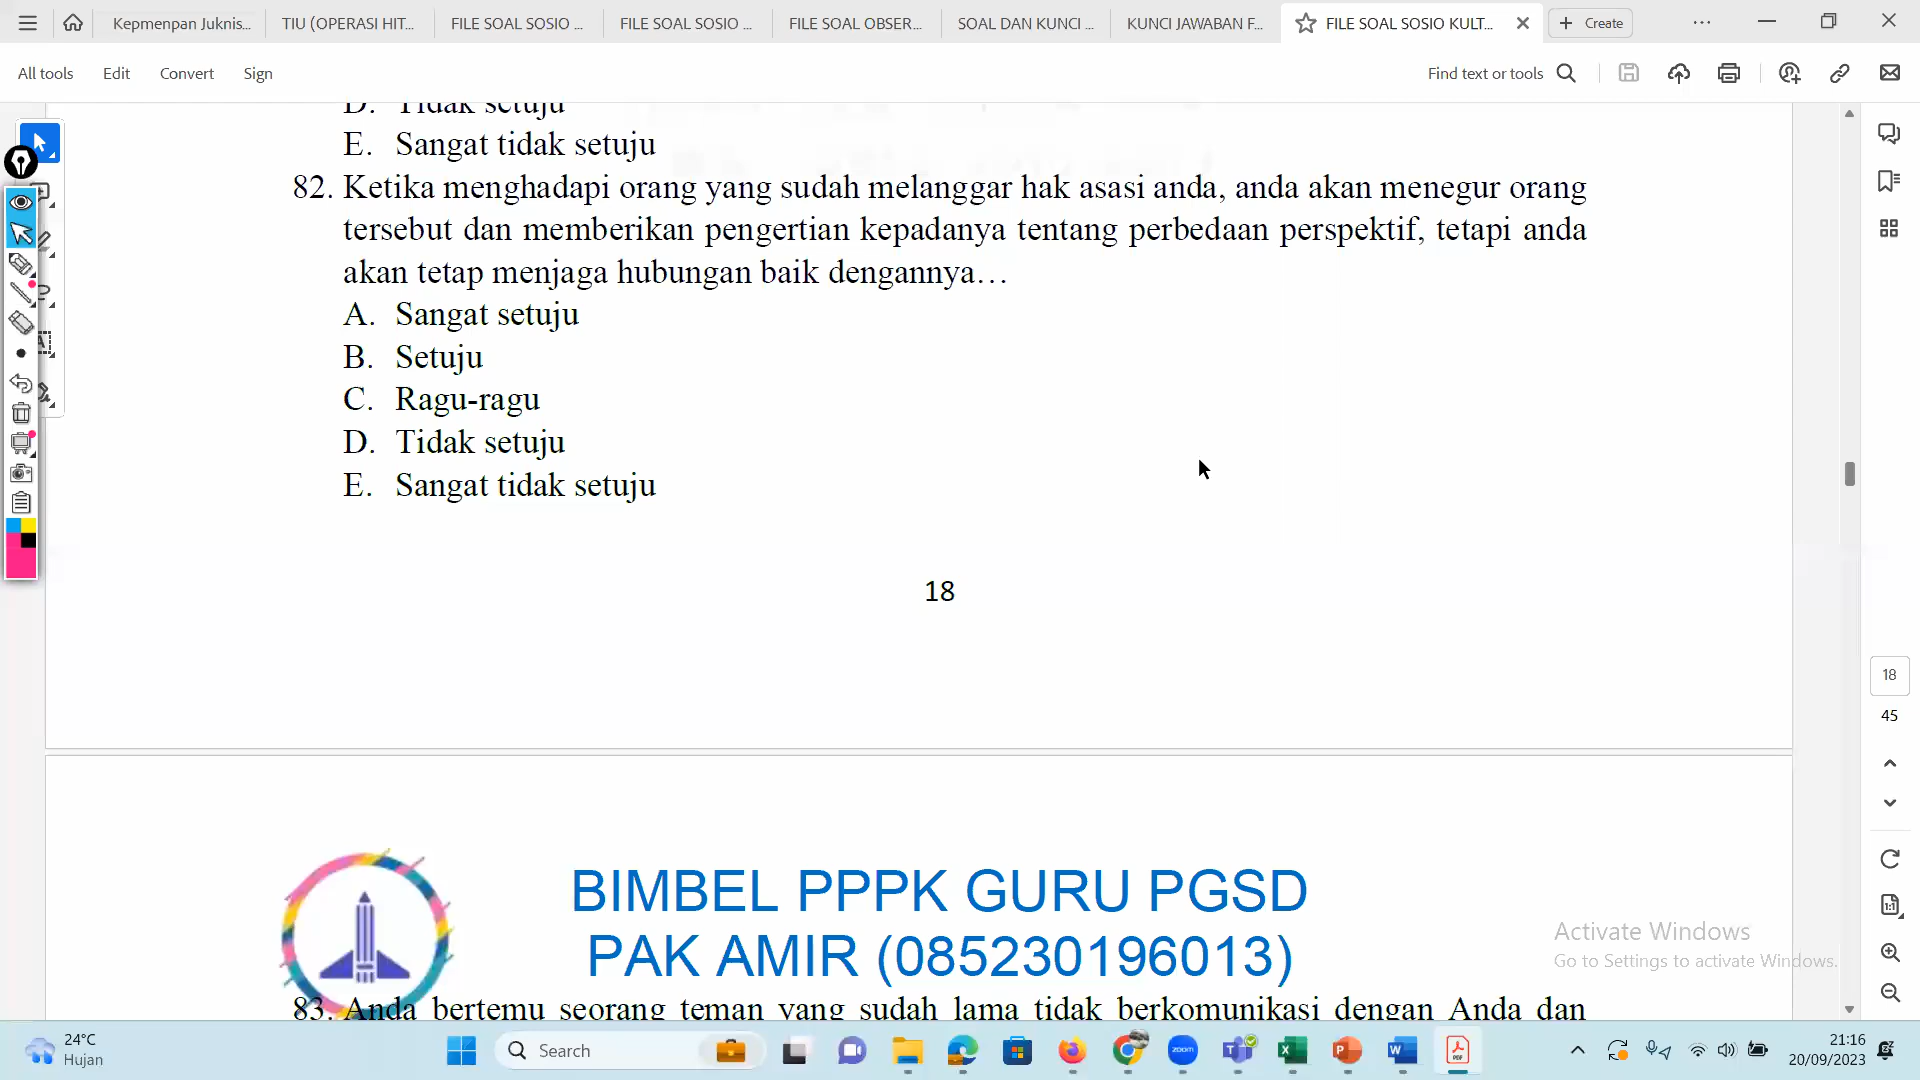 Kepmenpan Juknis...
TIU (OPERASI HIT...
FILE SOAL SOSIO ...
FILE SOAL SOSIO ...
FILE SOAL OBSER...
SOAL DAN KUNCI ...
KUNCI JAWABAN F...
FILE SOAL SOSIO KULT...
Create
All tools
Edit
Convert
Sign
Find text or tools
D. Tidak setuju
E. Sangat tidak setuju
82. Ketika menghadapi orang yang sudah melanggar hak asasi anda, anda akan menegur orang
tersebut dan memberikan pengertian kepadanya tentang perbedaan perspektif, tetapi anda
akan tetap menjaga hubungan baik dengannya…
A. Sangat setuju
B. Setuju
C. Ragu-ragu
D. Tidak setuju
E. Sangat tidak setuju
18
18
45
BIMBEL PPPK GURU PGSD
PAK AMIR (085230196013)
83. Anda bertemu seorang teman yang sudah lama tidak berkomunikasi dengan Anda dan
Activate Windows
Go to Settings to activate Windows.
24°C
Hujan
Search
zoom
21:16
20/09/2023